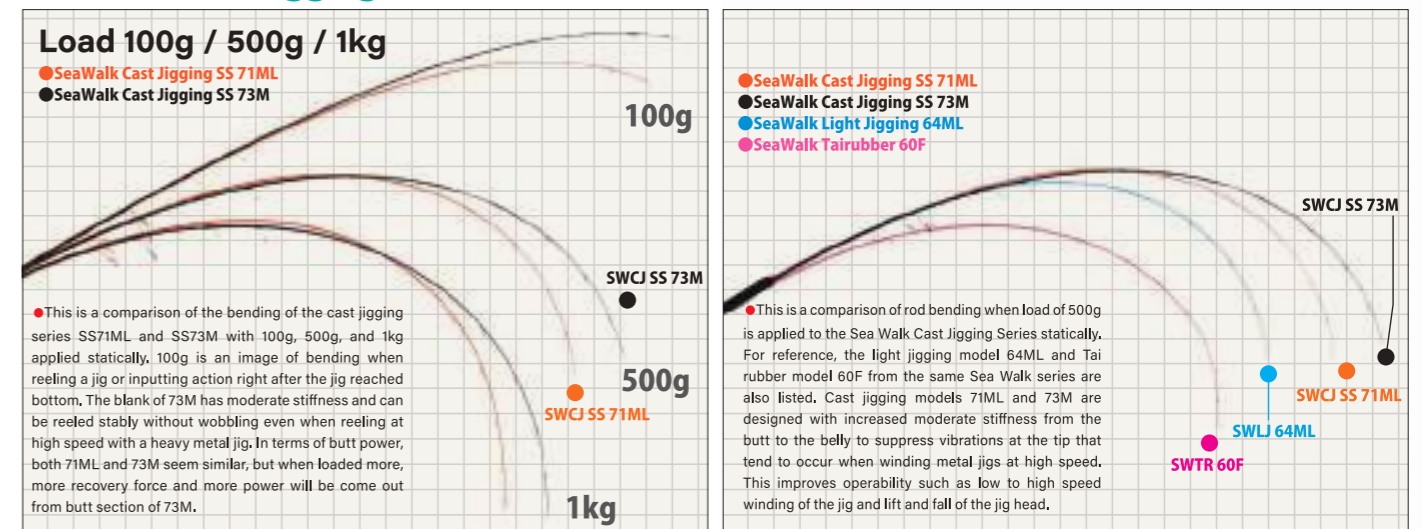 Load 100g / 500g / 1kg
SeaWalk Cast Jigging SS 71ML
SeaWalk Cast Jigging SS 73M
100g
SWCJ SS 73M
500g
SWCJ SS 71ML
1kg
●This is a comparison of the bending of the cast jigging
series SS71ML and SS73M with 100g, 500g, and 1kg
applied statically. 100g is an image of bending when
reeling a jig or inputting action right after the jig reached
bottom. The blank of 73M has moderate stiffness and can
be reeled stably without wobbling even when reeling at
high speed with a heavy metal jig. In terms of butt power,
both 71ML and 73M seem similar, but when loaded more,
more recovery force and more power will be come out
from butt section of 73M.
SeaWalk Cast Jigging SS 71ML
SeaWalk Cast Jigging SS 73M
SeaWalk Light Jigging 64ML
SeaWalk Tairubber 60F
SWCJ SS 73M
SWCJ SS 71ML
SWLJ 64ML
SWTR 60F
●This is a comparison of rod bending when load of 500g
is applied to the Sea Walk Cast Jigging Series statically.
For reference, the light jigging model 64ML and Tai
rubber model 60F from the same Sea Walk series are
also listed. Cast jigging models 71ML and 73M are
designed with increased moderate stiffness from the
butt to the belly to suppress vibrations at the tip that
tend to occur when winding metal jigs at high speed.
This improves operability such as low to high speed
winding of the jig and lift and fall of the jig head.